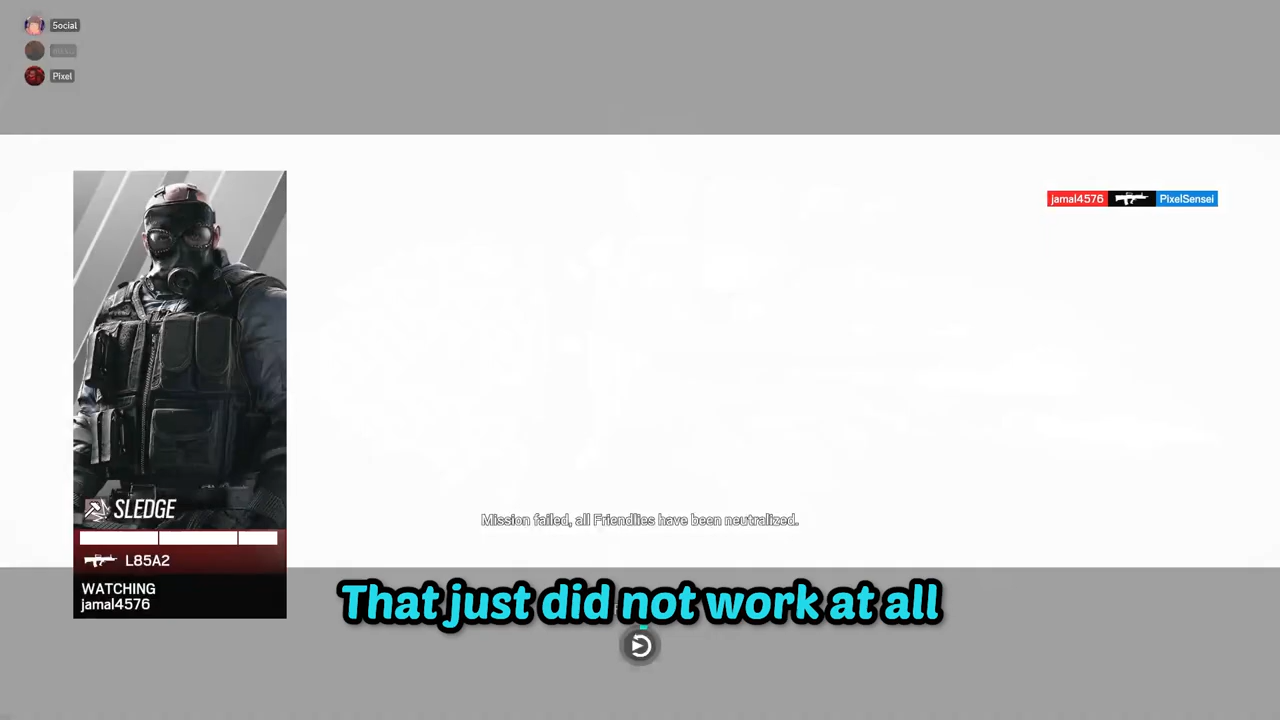 5ocial
Pixel
jamal4576 PixelSensei
SLEDGE
L85A2
WATCHING
jamal4576
Mission failed, all Friendlies have been neutralized.
That just did not work at all